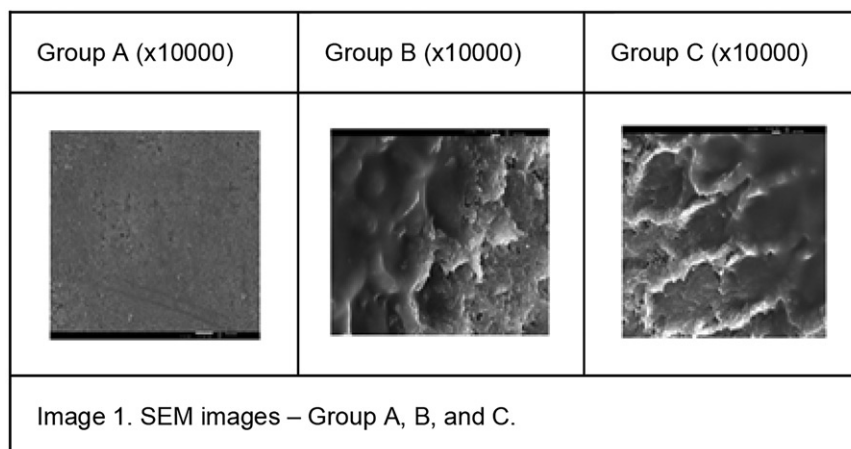 Group A (x10000)
Group B (x10000)
Group C (x10000)
Image 1. SEM images – Group A, B, and C.